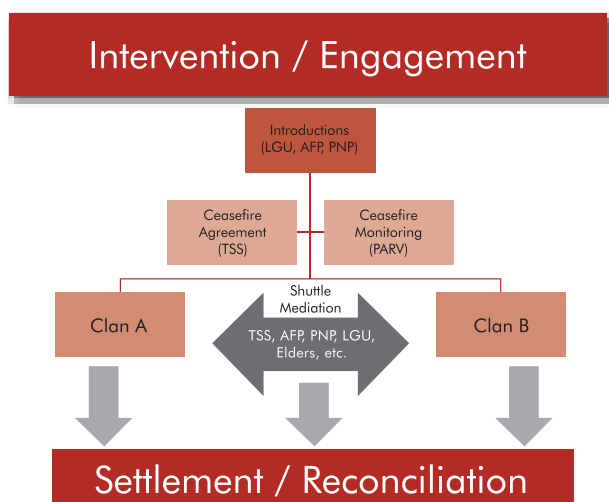 Intervention / Engagement
Introductions
(LGU, AFP, PNP)
Ceasefire
Agreement
(TSS)
Ceasefire
Monitoring
(PARV)
Shuttle
Mediation
Clan A
TSS, AFP, PNP, LGU,
Elders, etc.
Clan B
Settlement / Reconciliation